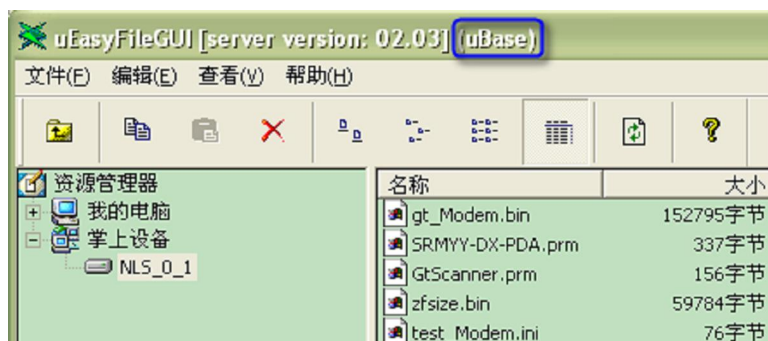 uEasyFileGUI [server version: 02.03] (uBase)
文件(F) 编辑(E) 查看(V) 帮助(H)
资源管理器
我的电脑
掌上设备
NLS_0_1
名称 大小
gt_Modem.bin 152795字节
SRMYY-DX-PDA.prm 337字节
GtScanner.prm 156字节
zfsize.bin 59784字节
test_Modem.ini 76字节